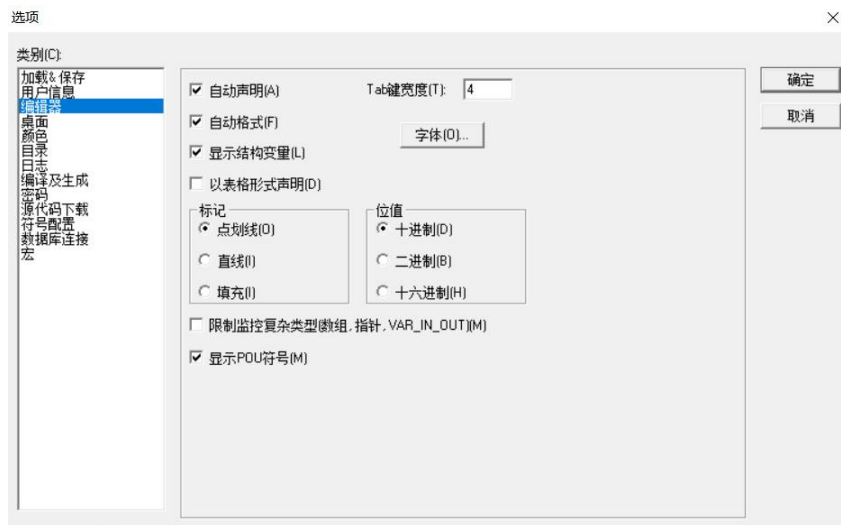 选项
类别(C):
加载&保存
用户信息
编辑器
桌面
颜色
目录
日志
编译及生成
密码
源代码下载
符号配置
数据库连接
宏
自动声明(A)
Tab键宽度(T):
4
自动格式(F)
字体(O)...
显示结构变量(L)
以表格形式声明(D)
标记
点划线(O)
直线(I)
填充(I)
位值
十进制(D)
二进制(B)
十六进制(H)
限制监控复杂类型(数组,指针,VAR_IN_OUT)(M)
显示POU符号(M)
确定
取消